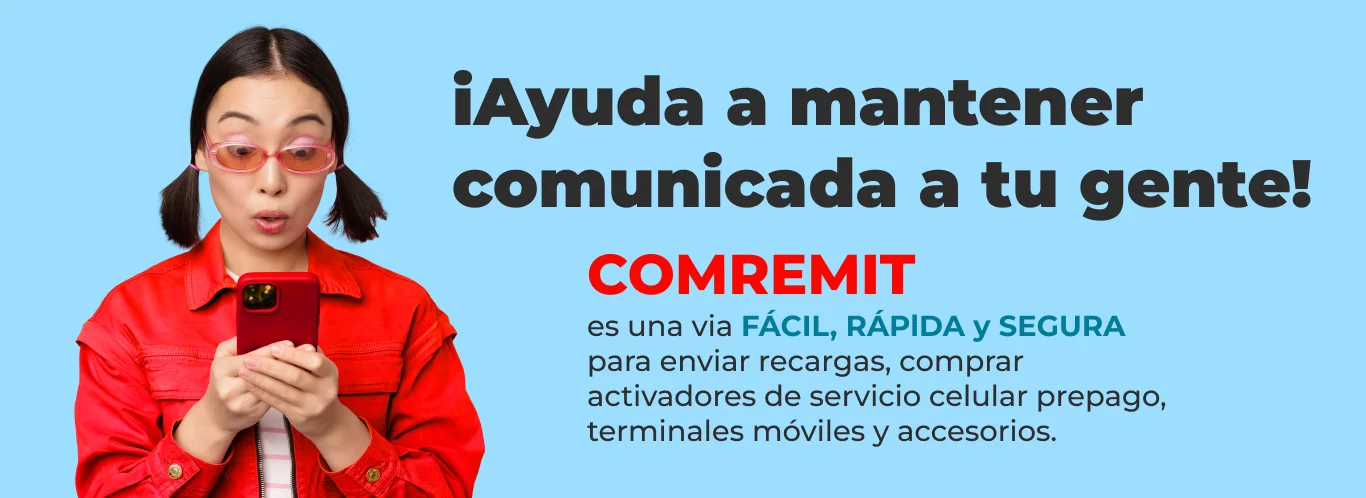 ¡Ayuda a mantener
comunicada a tu gente!
COMREMIT
es una via FÁCIL, RÁPIDA y SEGURA
para enviar recargas, comprar
activadores de servicio celular prepago,
terminales móviles y accesorios.